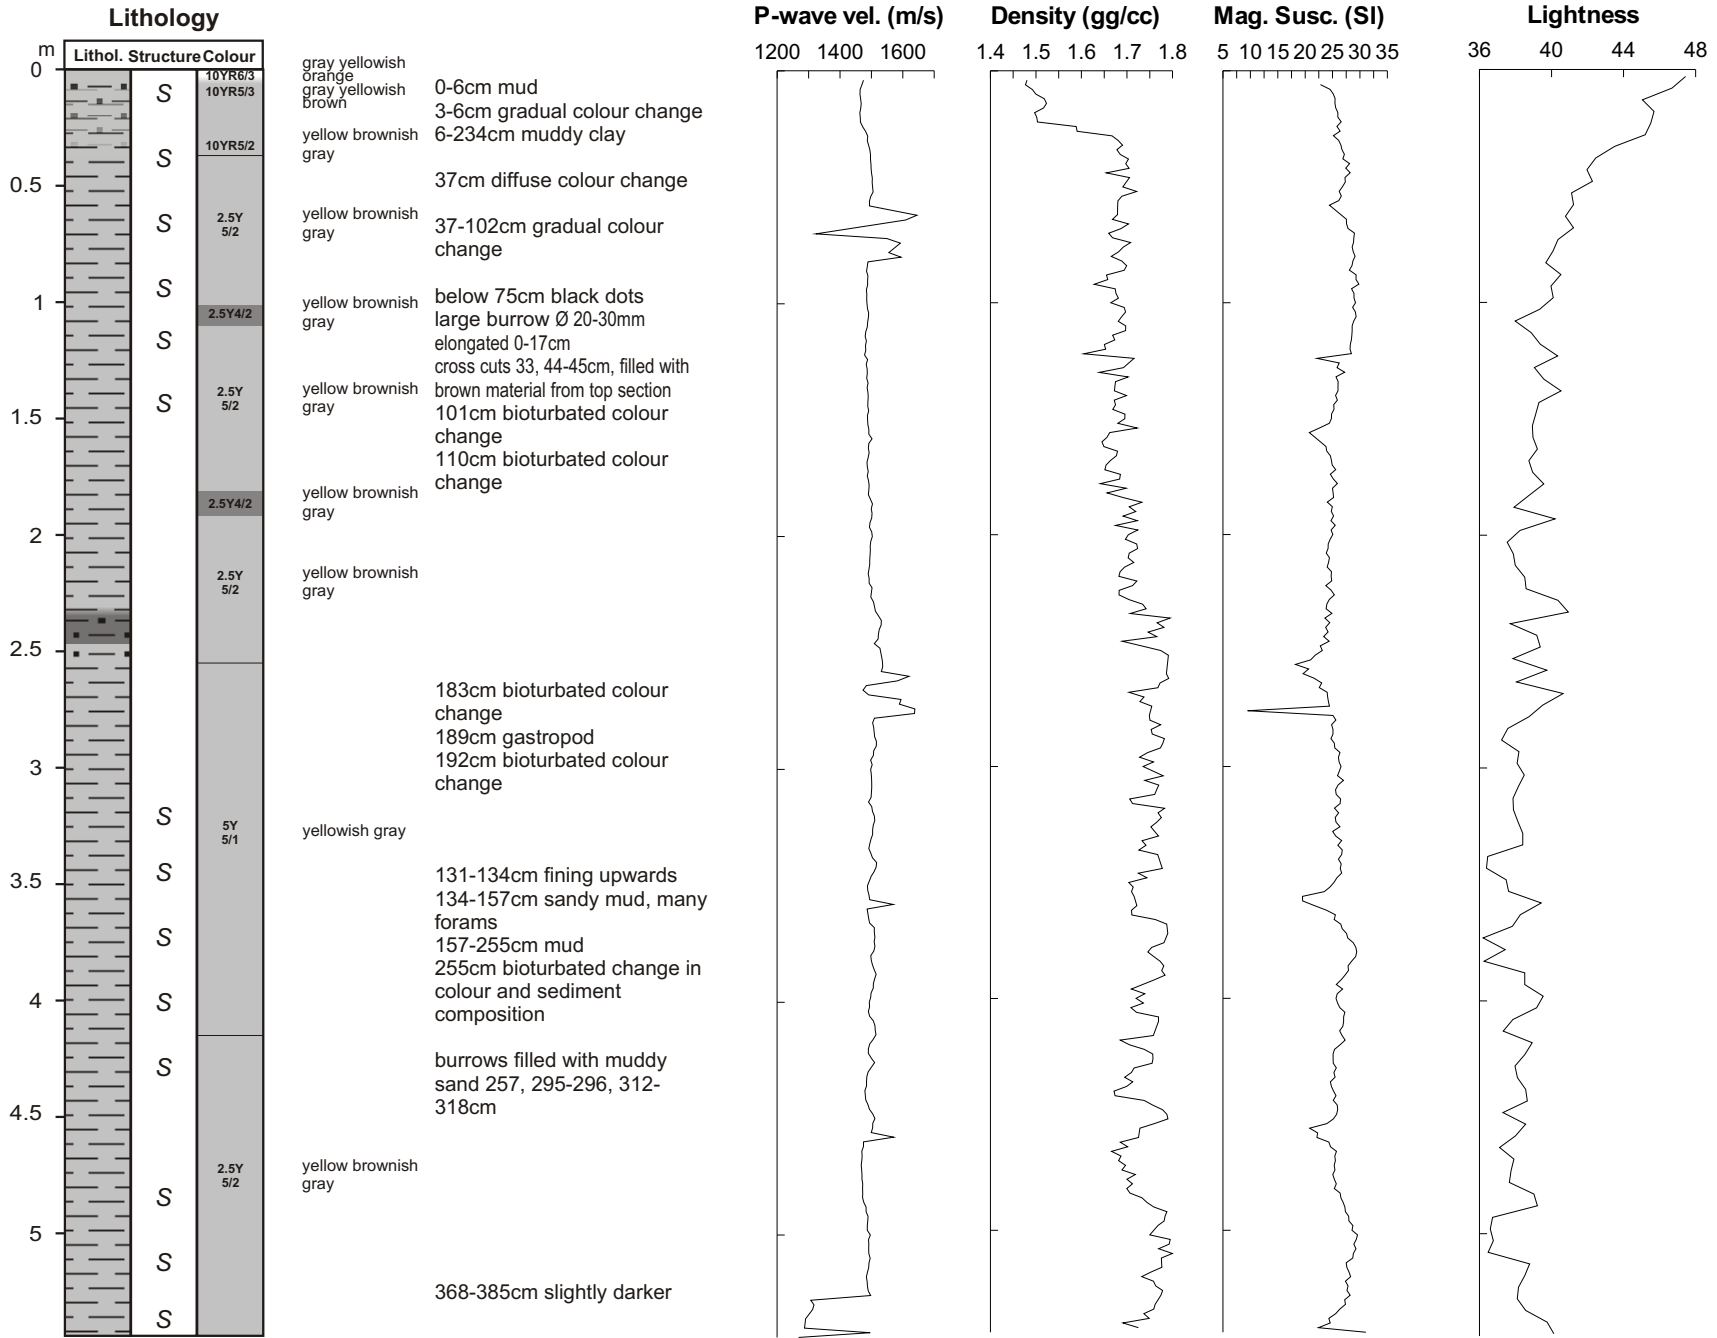 Lithology
P-wave vel. (m/s)
Density (gg/cc)
Mag. Susc. (SI)
Lightness
m
Lithol. Structure Colour
1200 1400 1600
1.4 1.5 1.6 1.7 1.8
5 10 15 20 25 30 35
36 40 44 48
0
0.5
1
1.5
2
2.5
3
3.5
4
4.5
5
S
S
S
S
S
S
S
S
S
S
S
S
S
S
10YR6/3
10YR5/3
10YR5/2
2.5Y
5/2
2.5Y4/2
2.5Y
5/2
2.5Y4/2
2.5Y
5/2
5Y
5/1
2.5Y
5/2
gray yellowish
orange
gray yellowish
brown
yellow brownish
gray
yellow brownish
gray
yellow brownish
gray
yellow brownish
gray
yellow brownish
gray
yellow brownish
gray
yellowish gray
yellow brownish
gray
0-6cm mud
3-6cm gradual colour change
6-234cm muddy clay
37cm diffuse colour change
37-102cm gradual colour
change
below 75cm black dots
large burrow Ø 20-30mm
elongated 0-17cm
cross cuts 33, 44-45cm, filled with
brown material from top section
101cm bioturbated colour
change
110cm bioturbated colour
change
183cm bioturbated colour
change
189cm gastropod
192cm bioturbated colour
change
131-134cm fining upwards
134-157cm sandy mud, many
forams
157-255cm mud
255cm bioturbated change in
colour and sediment
composition
burrows filled with muddy
sand 257, 295-296, 312-
318cm
368-385cm slightly darker